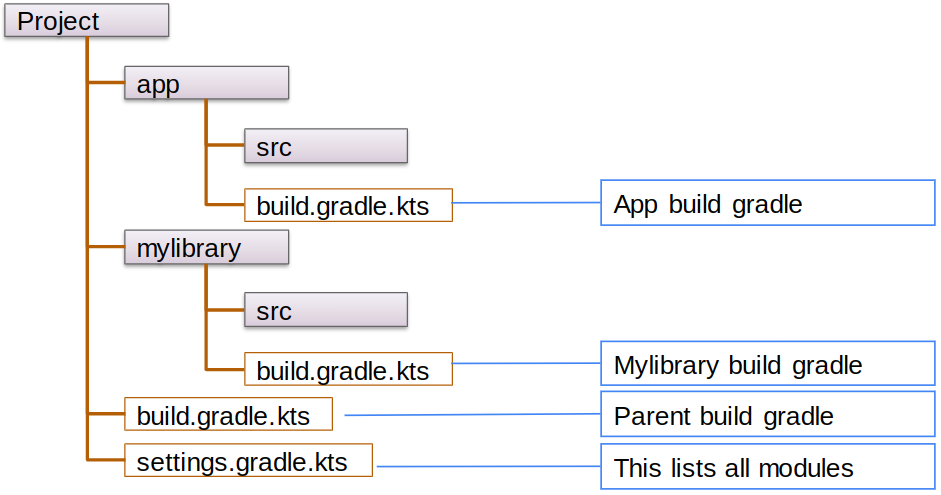 Project
app
src
build.gradle.kts
App build gradle
mylibrary
src
build.gradle.kts
Mylibrary build gradle
build.gradle.kts
Parent build gradle
settings.gradle.kts
This lists all modules